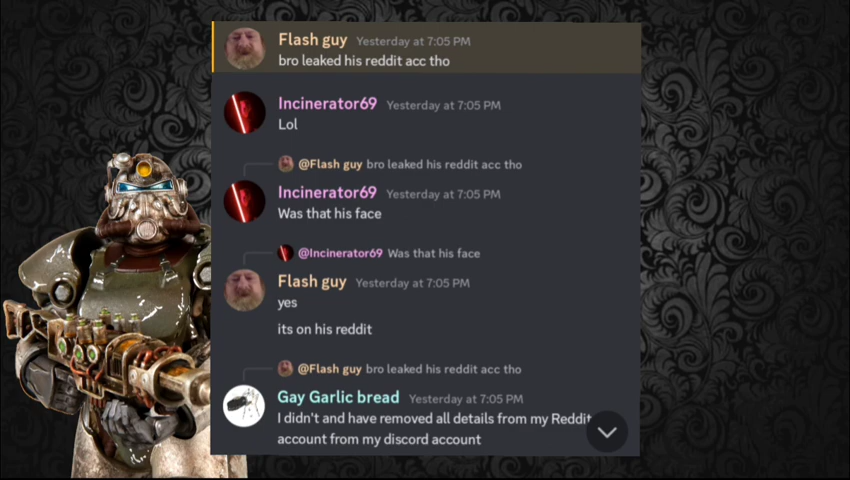 Flash guy Yesterday at 7:05 PM
bro leaked his reddit acc tho
Incinerator69 Yesterday at 7:05 PM
Lol
@Flash guy bro leaked his reddit acc tho
Incinerator69 Yesterday at 7:05 PM
Was that his face
@Incinerator69 Was that his face
Flash guy Yesterday at 7:05 PM
yes
its on his reddit
@Flash guy bro leaked his reddit acc tho
Gay Garlic bread Yesterday at 7:05 PM
I didn't and have removed all details from my Reddit
account from my discord account